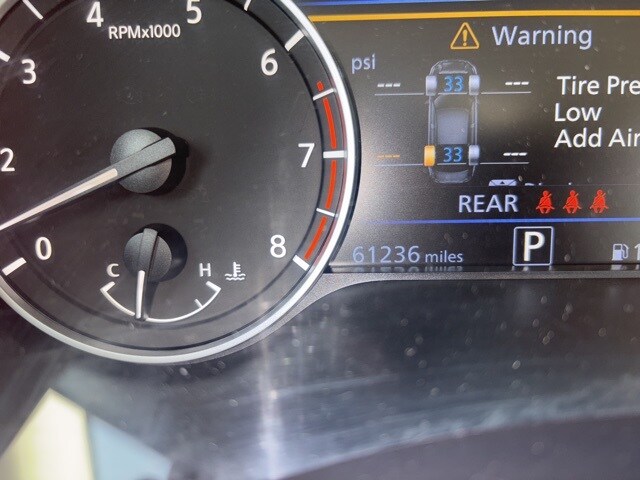 4 5
RPMx1000
3 6
2 7
0 8
C H
Warning
psi
--- 33 ---
Tire Pre
Low
Add Air
--- 33 ---
REAR
61236 miles P 1